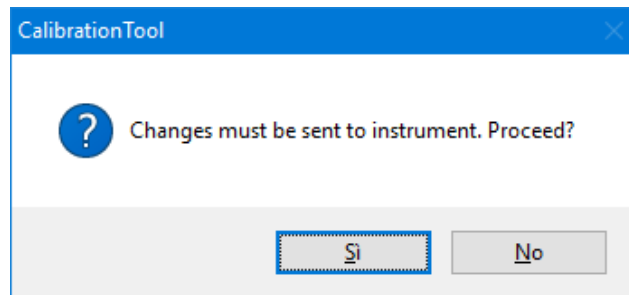 CalibrationTool
Changes must be sent to instrument. Proceed?
Sì
No